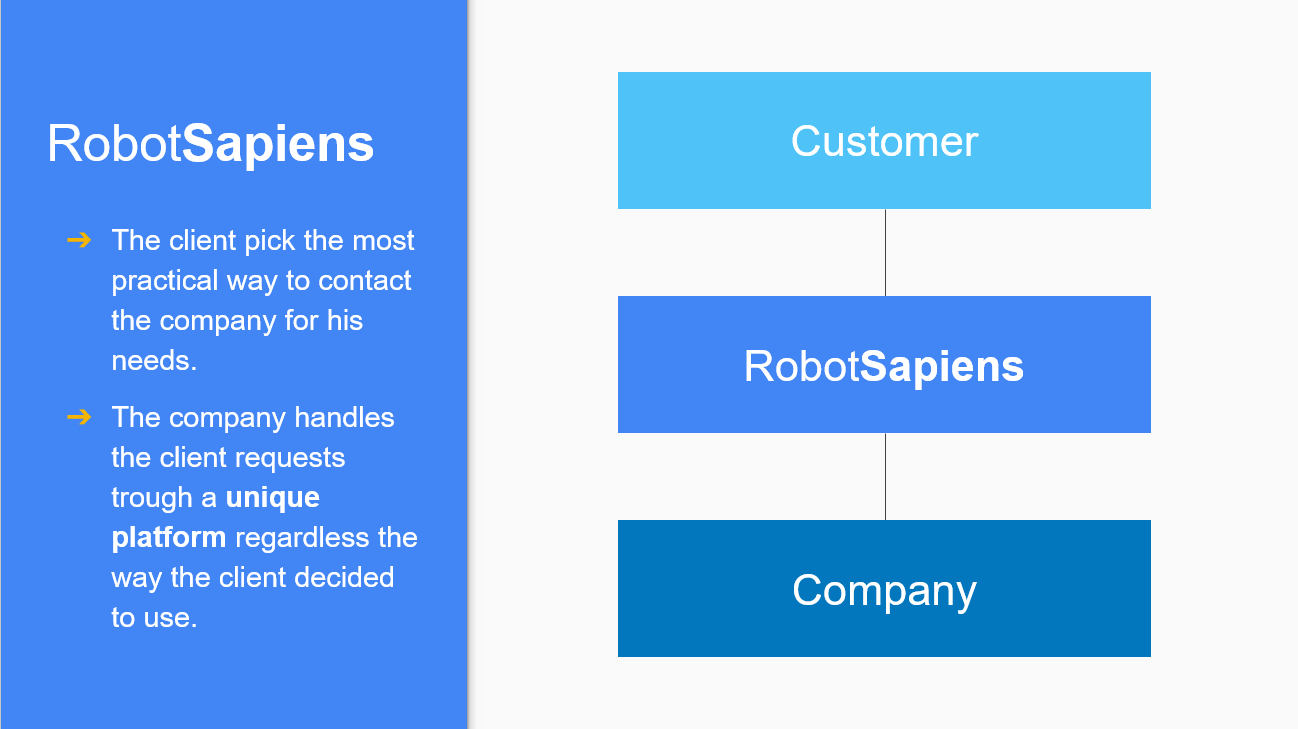 RobotSapiens
➔ The client pick the most
practical way to contact
the company for his
needs.
➔ The company handles
the client requests
trough a unique
platform regardless the
way the client decided
to use.
Customer
RobotSapiens
Company